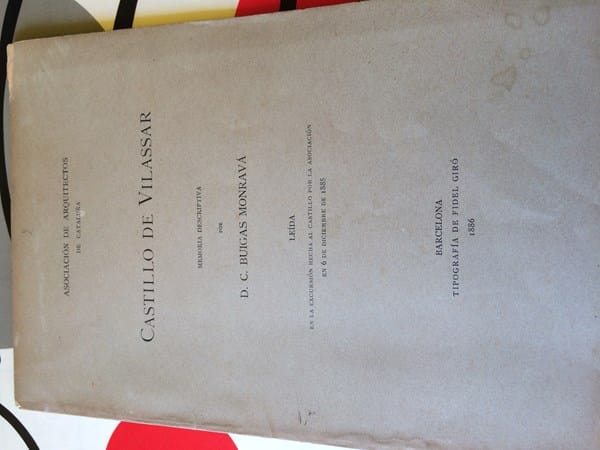 ASOCIACIÓN DE ARQUITECTOS
DE CATALUÑA
CASTILLO DE VILASSAR
MEMORIA DESCRIPTIVA
POR
D. C. BUIGAS MONRAVÁ
LEÍDA
EN LA EXCURSIÓN HECHA AL CASTILLO POR LA ASOCIACIÓN
EN 6 DE DICIEMBRE DE 1885
BARCELONA
TIPOGRAFÍA DE FIDEL GIRÓ
1886